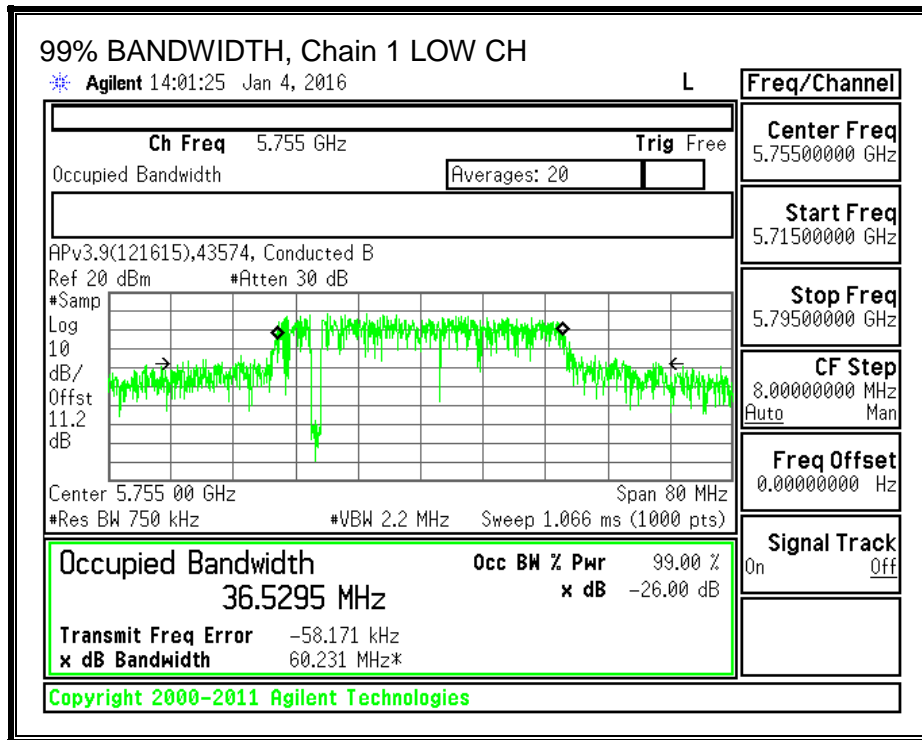 99% BANDWIDTH, Chain 1 LOW CH
Agilent 14:01:25 Jan 4, 2016 L
Freq/Channel
Ch Freq 5.755 GHz Trig Free
Occupied Bandwidth Averages: 20
Center Freq
5.75500000 GHz
Start Freq
5.71500000 GHz
APv3.9(121615),43574, Conducted B
Ref 20 dBm #Atten 30 dB
#Samp
Log
10
dB/
Offst
11.2
dB
Stop Freq
5.79500000 GHz
CF Step
8.00000000 MHz
Auto Man
Center 5.755 00 GHz Span 80 MHz
#Res BW 750 kHz #VBW 2.2 MHz Sweep 1.066 ms (1000 pts)
Freq Offset
0.00000000 Hz
Occupied Bandwidth
36.5295 MHz
Occ BW % Pwr 99.00 %
x dB -26.00 dB
Transmit Freq Error -58.171 kHz
x dB Bandwidth 60.231 MHz*
Signal Track
On Off
Copyright 2000-2011 Agilent Technologies